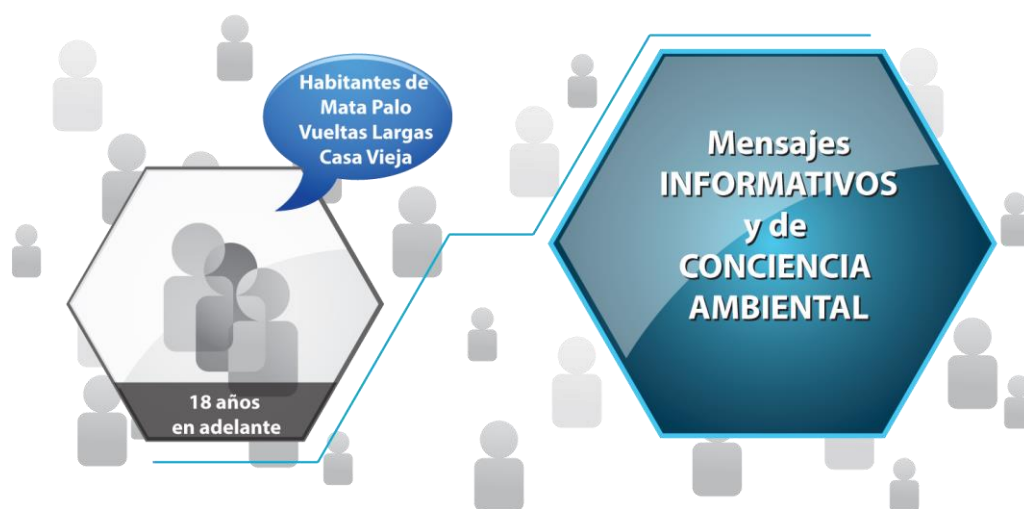 Habitantes de
Mata Palo
Vueltas Largas
Casa Vieja
18 años
en adelante
Mensajes
INFORMATIVOS
y de
CONCIENCIA
AMBIENTAL